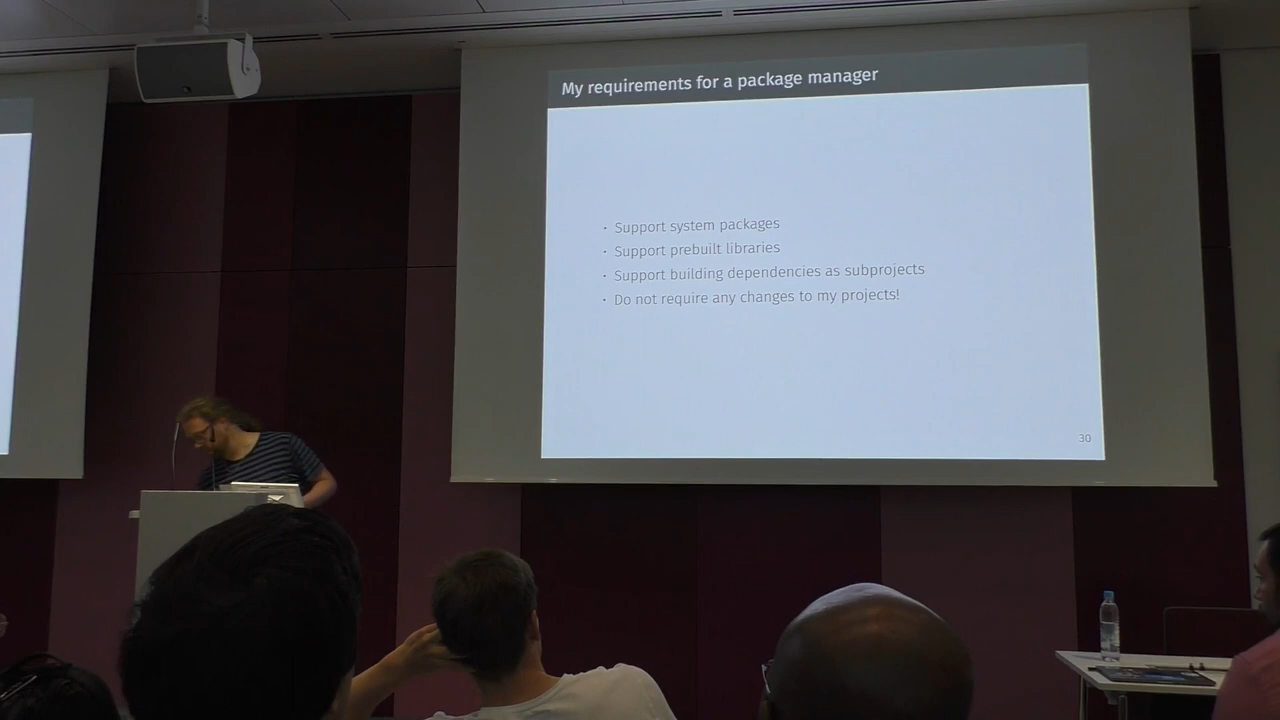 My requirements for a package manager
· Support system packages
· Support prebuilt libraries
· Support building dependencies as subprojects
· Do not require any changes to my projects!
30